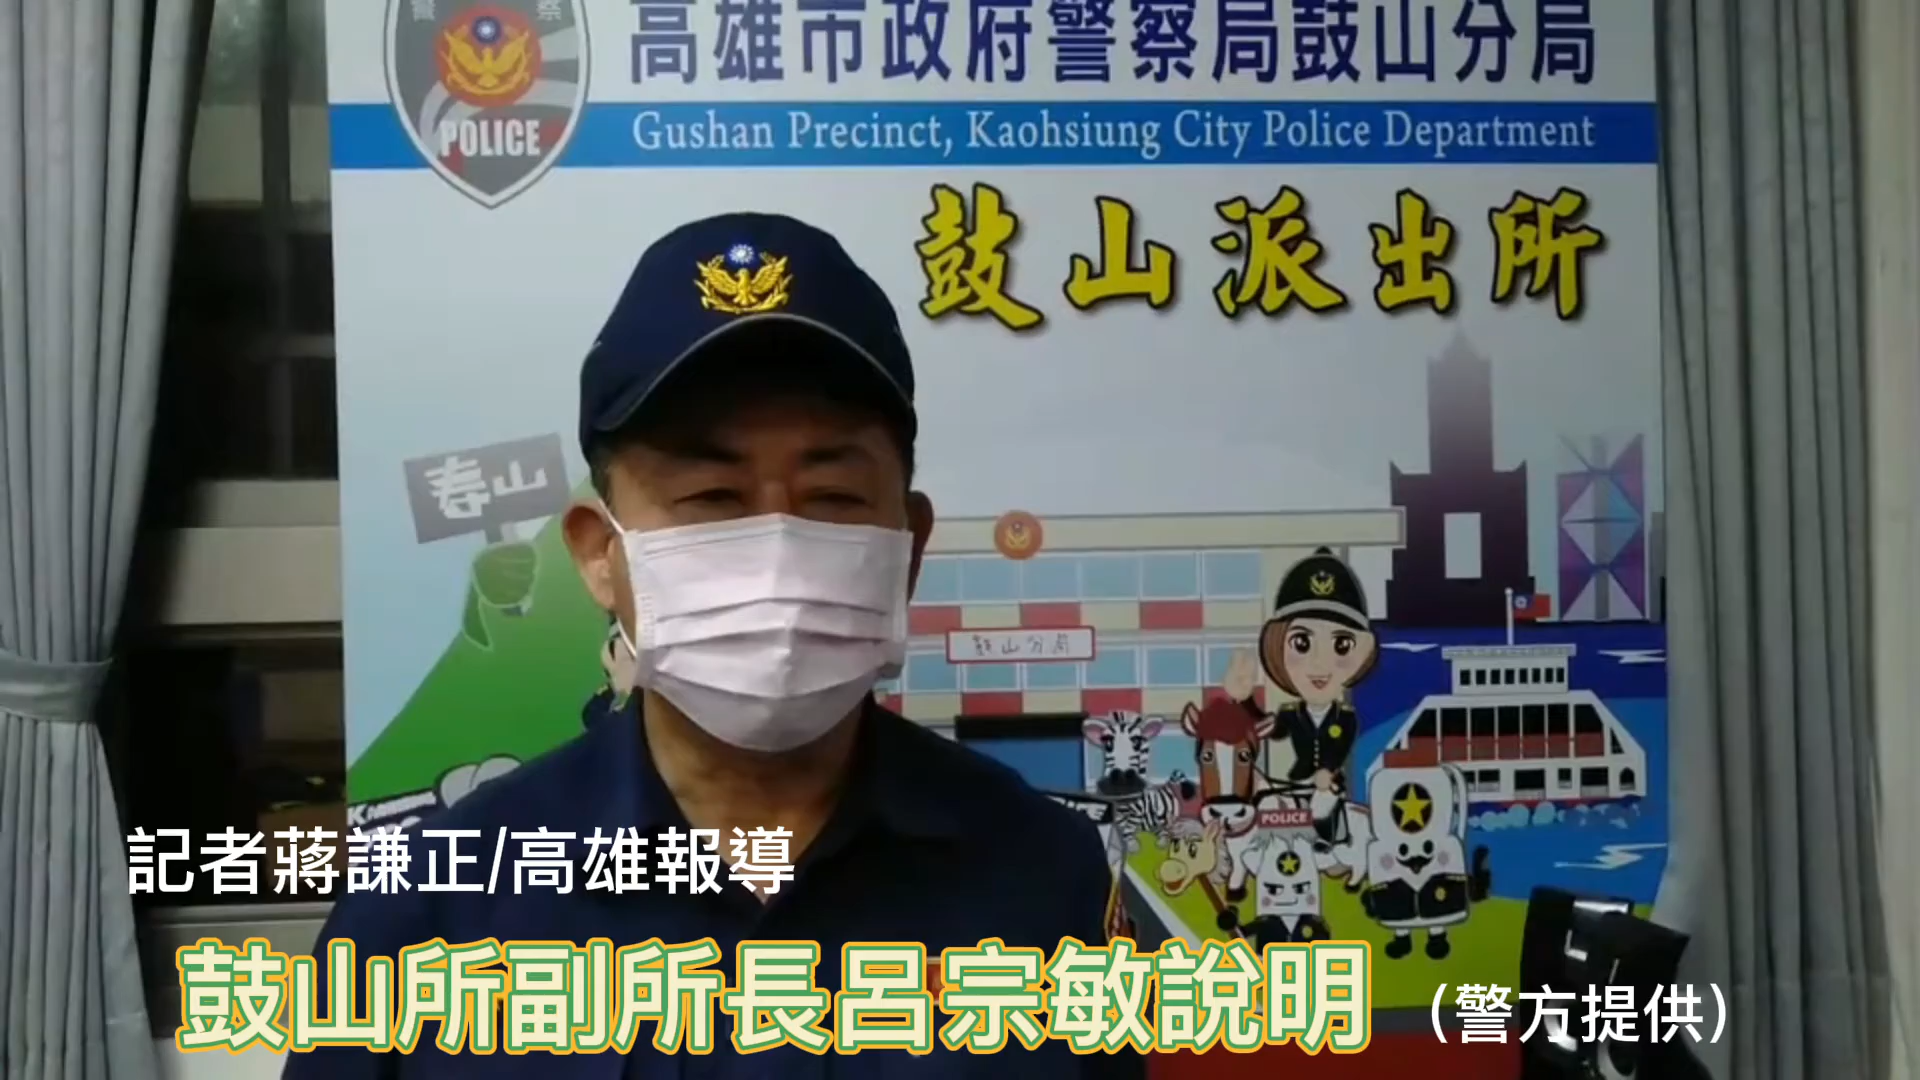 警察
高雄市政府警察局鼓山分局
POLICE
Gushan Precinct, Kaohsiung City Police Department
鼓山派出所
寿山
鼓山分局
POLICE
記者蔣謙正/高雄報導
鼓山所副所長呂宗敏說明
（警方提供）